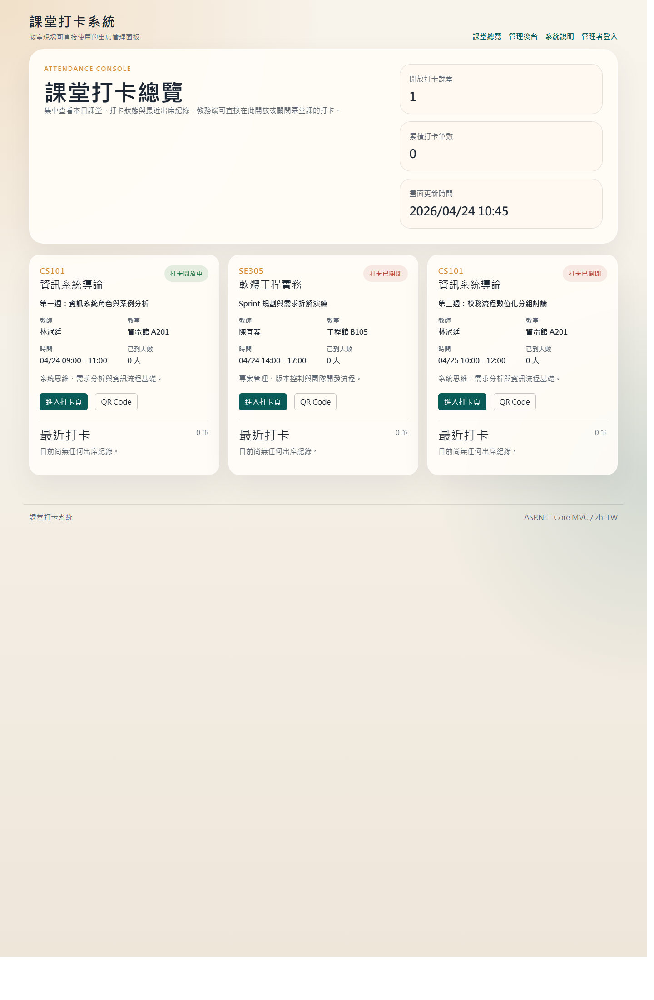 課堂打卡系統
教室現場可直接使用的出席管理面板
課堂總覽 管理後台 系統說明 管理者登入
ATTENDANCE CONSOLE
課堂打卡總覽
集中查看本日課堂、打卡狀態與最近出席紀錄，教務端可直接在此開放或關閉某堂課的打卡。
開放打卡課堂
1
累積打卡筆數
0
畫面更新時間
2026/04/24 10:45
CS101
打卡開放中
資訊系統導論
第一週：資訊系統角色與案例分析
教師 教室
林冠廷 資電館 A201
時間 已到人數
04/24 09:00 - 11:00 0 人
系統思維、需求分析與資訊流程基礎。
進入打卡頁 QR Code
最近打卡 0 筆
目前尚無任何出席紀錄。
SE305
打卡已關閉
軟體工程實務
Sprint 規劃與需求拆解演練
教師 教室
陳宜蓁 工程館 B105
時間 已到人數
04/24 14:00 - 17:00 0 人
專案管理、版本控制與團隊開發流程。
進入打卡頁 QR Code
最近打卡 0 筆
目前尚無任何出席紀錄。
CS101
打卡已關閉
資訊系統導論
第二週：校務流程數位化分組討論
教師 教室
林冠廷 資電館 A201
時間 已到人數
04/25 10:00 - 12:00 0 人
系統思維、需求分析與資訊流程基礎。
進入打卡頁 QR Code
最近打卡 0 筆
目前尚無任何出席紀錄。
課堂打卡系統
ASP.NET Core MVC / zh-TW